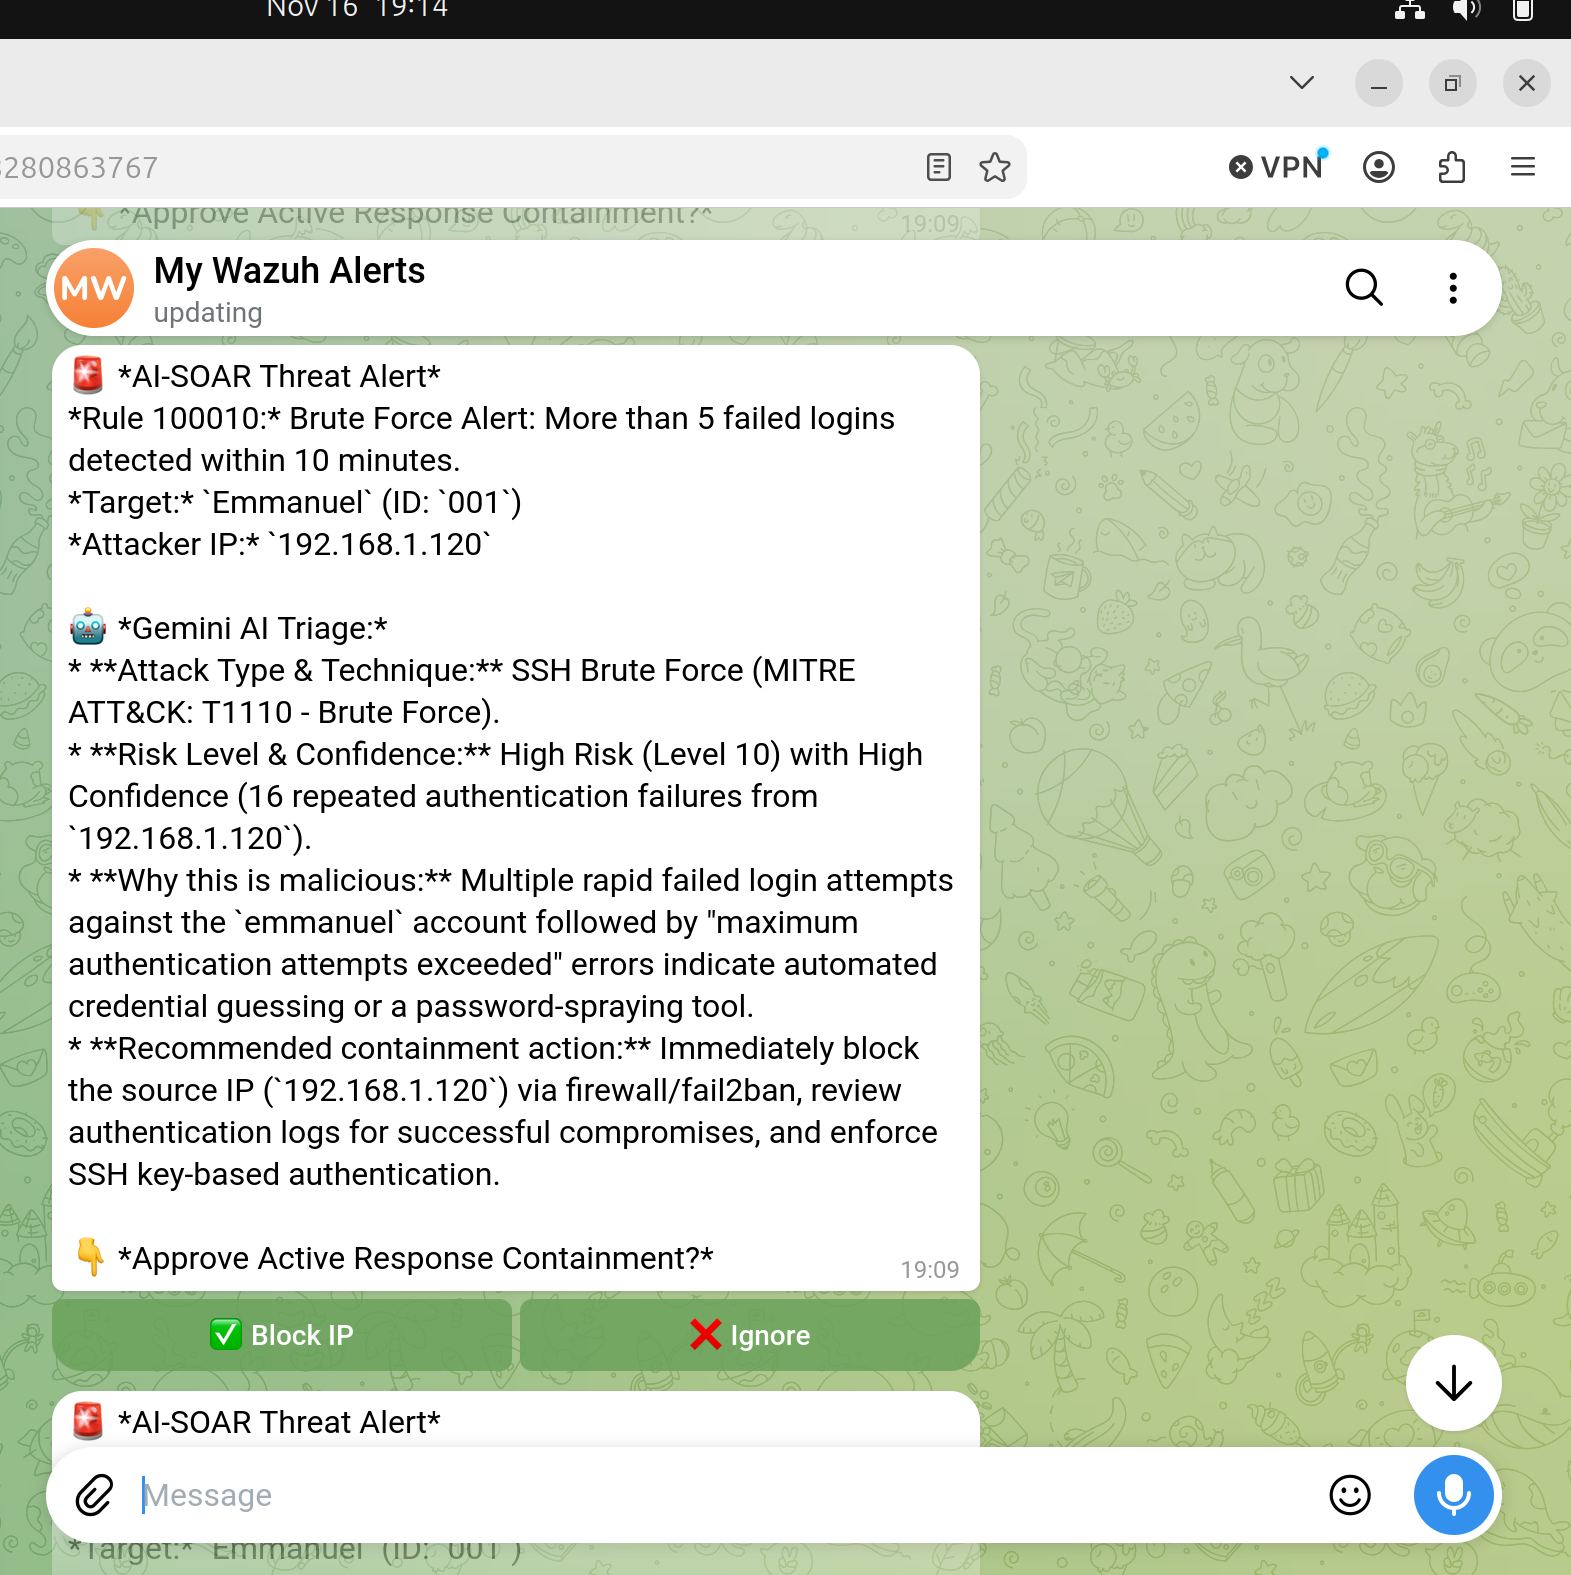 Nov 16 19:14
280863767
VPN
*Approve Active Response Containment?*
19:09
MW
My Wazuh Alerts
updating
🚨 *AI-SOAR Threat Alert*
*Rule 100010:* Brute Force Alert: More than 5 failed logins
detected within 10 minutes.
*Target:* `Emmanuel` (ID: `001`)
*Attacker IP:* `192.168.1.120`
🤖 *Gemini AI Triage:*
* **Attack Type & Technique:** SSH Brute Force (MITRE
ATT&CK: T1110 - Brute Force).
* **Risk Level & Confidence:** High Risk (Level 10) with High
Confidence (16 repeated authentication failures from
`192.168.1.120`).
* **Why this is malicious:** Multiple rapid failed login attempts
against the `emmanuel` account followed by "maximum
authentication attempts exceeded" errors indicate automated
credential guessing or a password-spraying tool.
* **Recommended containment action:** Immediately block
the source IP (`192.168.1.120`) via firewall/fail2ban, review
authentication logs for successful compromises, and enforce
SSH key-based authentication.
👇 *Approve Active Response Containment?*
19:09
✅ Block IP
❌ Ignore
🚨 *AI-SOAR Threat Alert*
Message
*Target:* `Emmanuel` (ID: `001`)